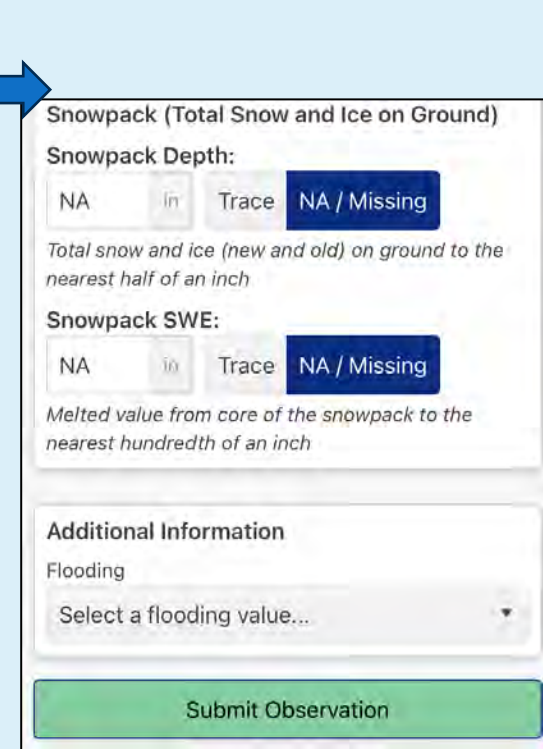 Snowpack (Total Snow and Ice on Ground)
Snowpack Depth:
NA in Trace NA / Missing
Total snow and ice (new and old) on ground to the
nearest half of an inch
Snowpack SWE:
NA in Trace NA / Missing
Melted value from core of the snowpack to the
nearest hundredth of an inch
Additional Information
Flooding
Select a flooding value...
Submit Observation